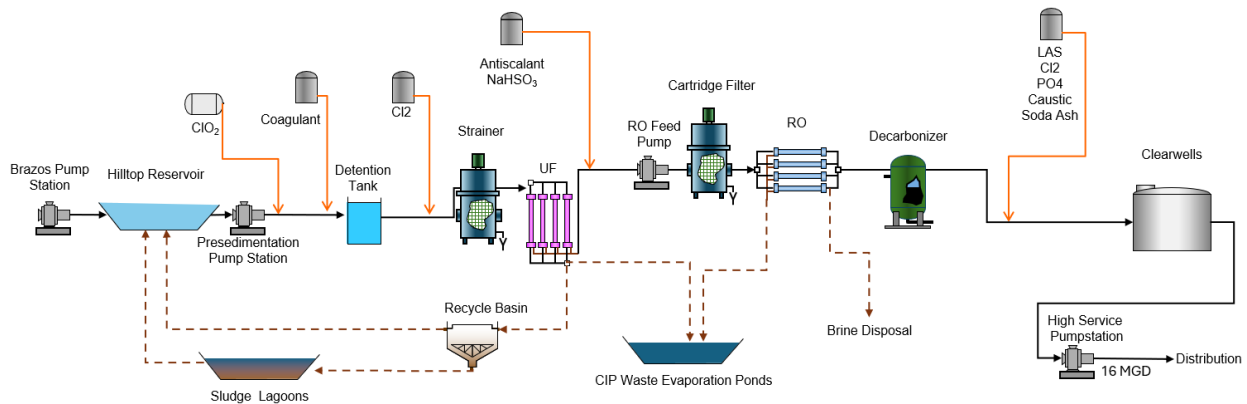 Antiscalant
NaHSO₃
LAS
Cl2
PO4
Caustic
Soda Ash
ClO₂
Coagulant
Cl2
Strainer
Cartridge Filter
RO Feed
Pump
RO
Decarbonizer
Clearwells
Brazos Pump
Station
Hilltop Reservoir
Detention
Tank
UF
Presedimentation
Pump Station
Recycle Basin
Brine Disposal
High Service
Pumpstation
16 MGD
Distribution
Sludge Lagoons
CIP Waste Evaporation Ponds